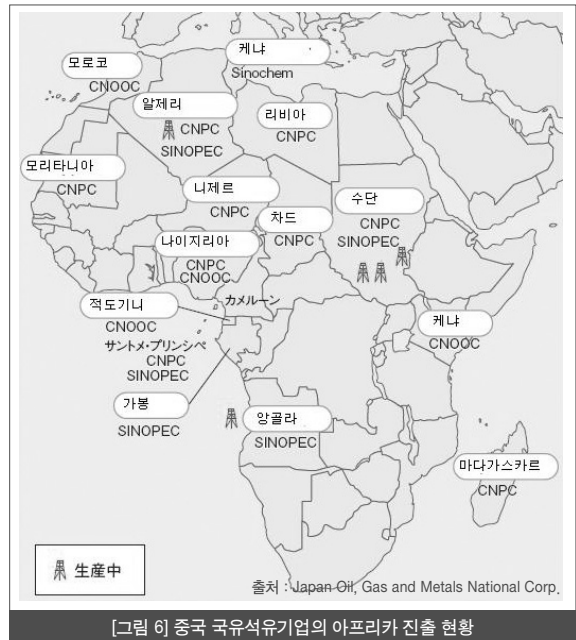 케냐
Sinochem
모로코
CNOOC
알제리
CNPC
SINOPEC
리비아
CNPC
모리타니아
CNPC
니제르
CNPC
차드
CNPC
수단
CNPC
SINOPEC
나이지리아
CNPC
CNOOC
적도기니
CNOOC
カメルーン
サントメ・プリンシペ
CNPC
SINOPEC
케냐
CNOOC
가봉
SINOPEC
앙골라
SINOPEC
마다가스카르
CNPC
生産中
출처 : Japan Oil, Gas and Metals National Corp.
[그림 6] 중국 국유석유기업의 아프리카 진출 현황